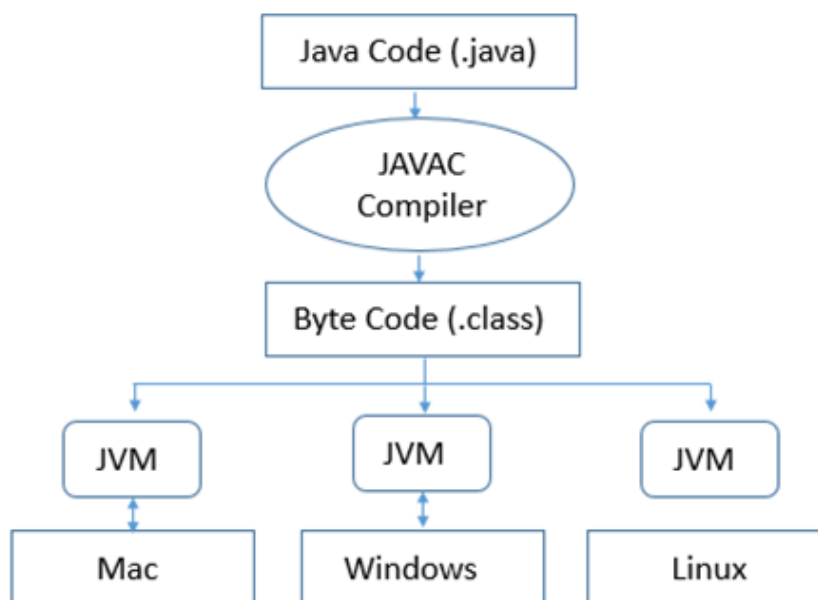 Java Code (.java)
JAVAC
Compiler
Byte Code (.class)
JVM
JVM
JVM
Mac
Windows
Linux